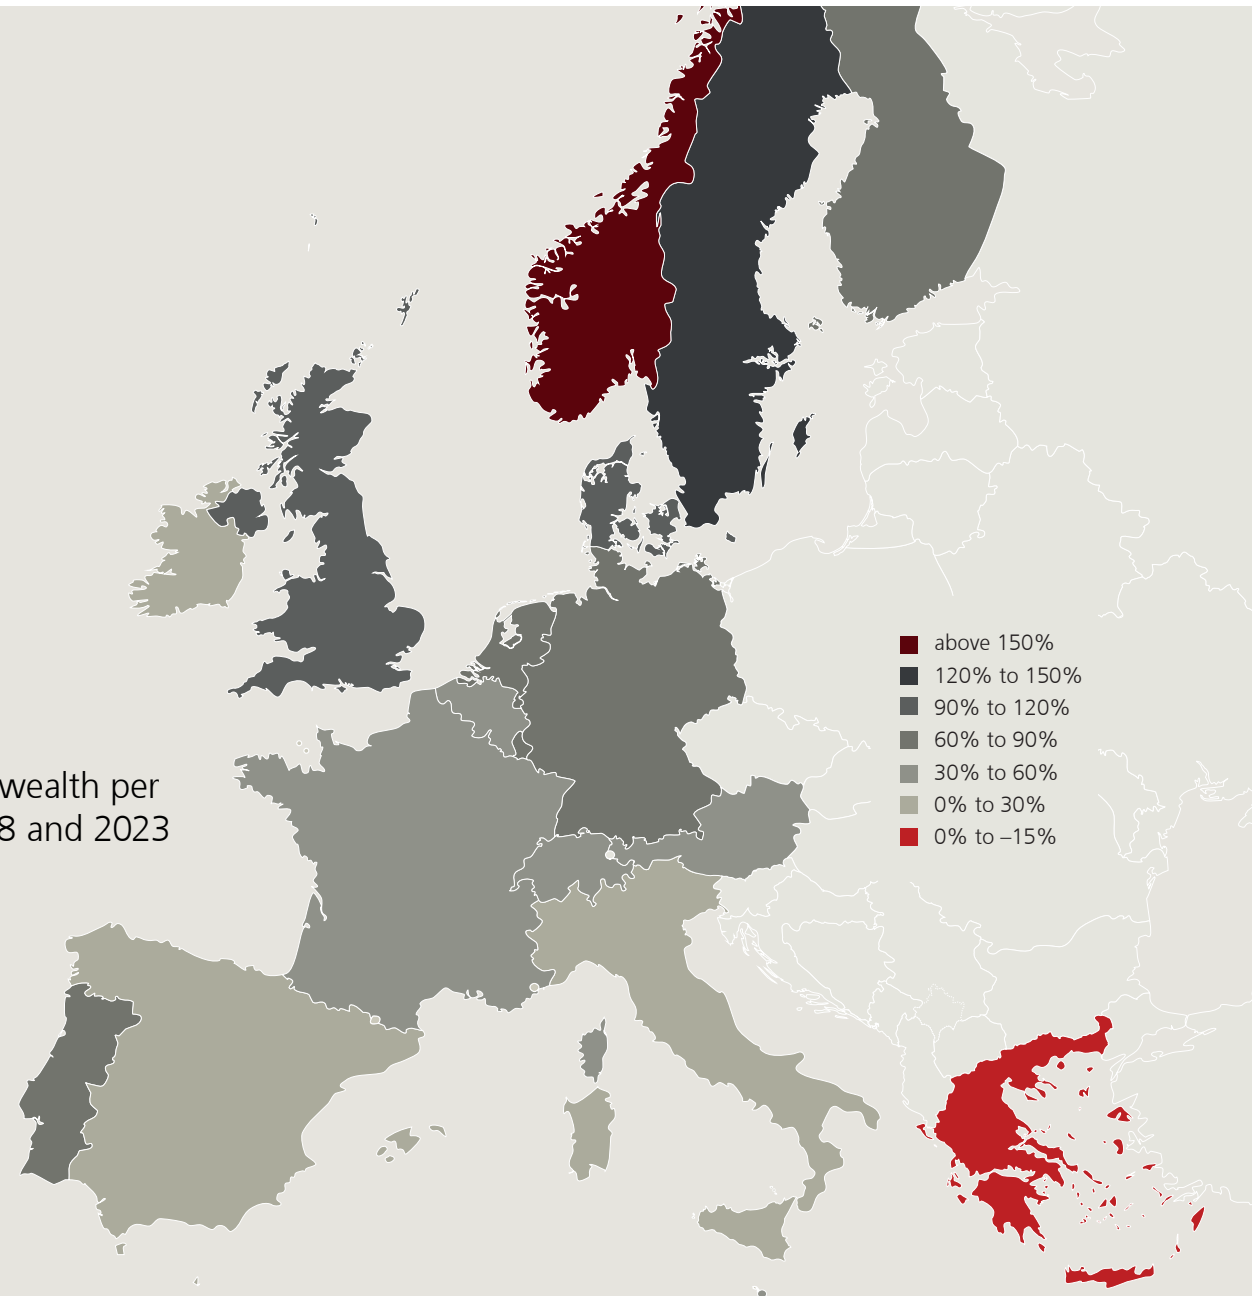 above 150%
120% to 150%
90% to 120%
60% to 90%
30% to 60%
0% to 30%
0% to –15%
wealth per
8 and 2023